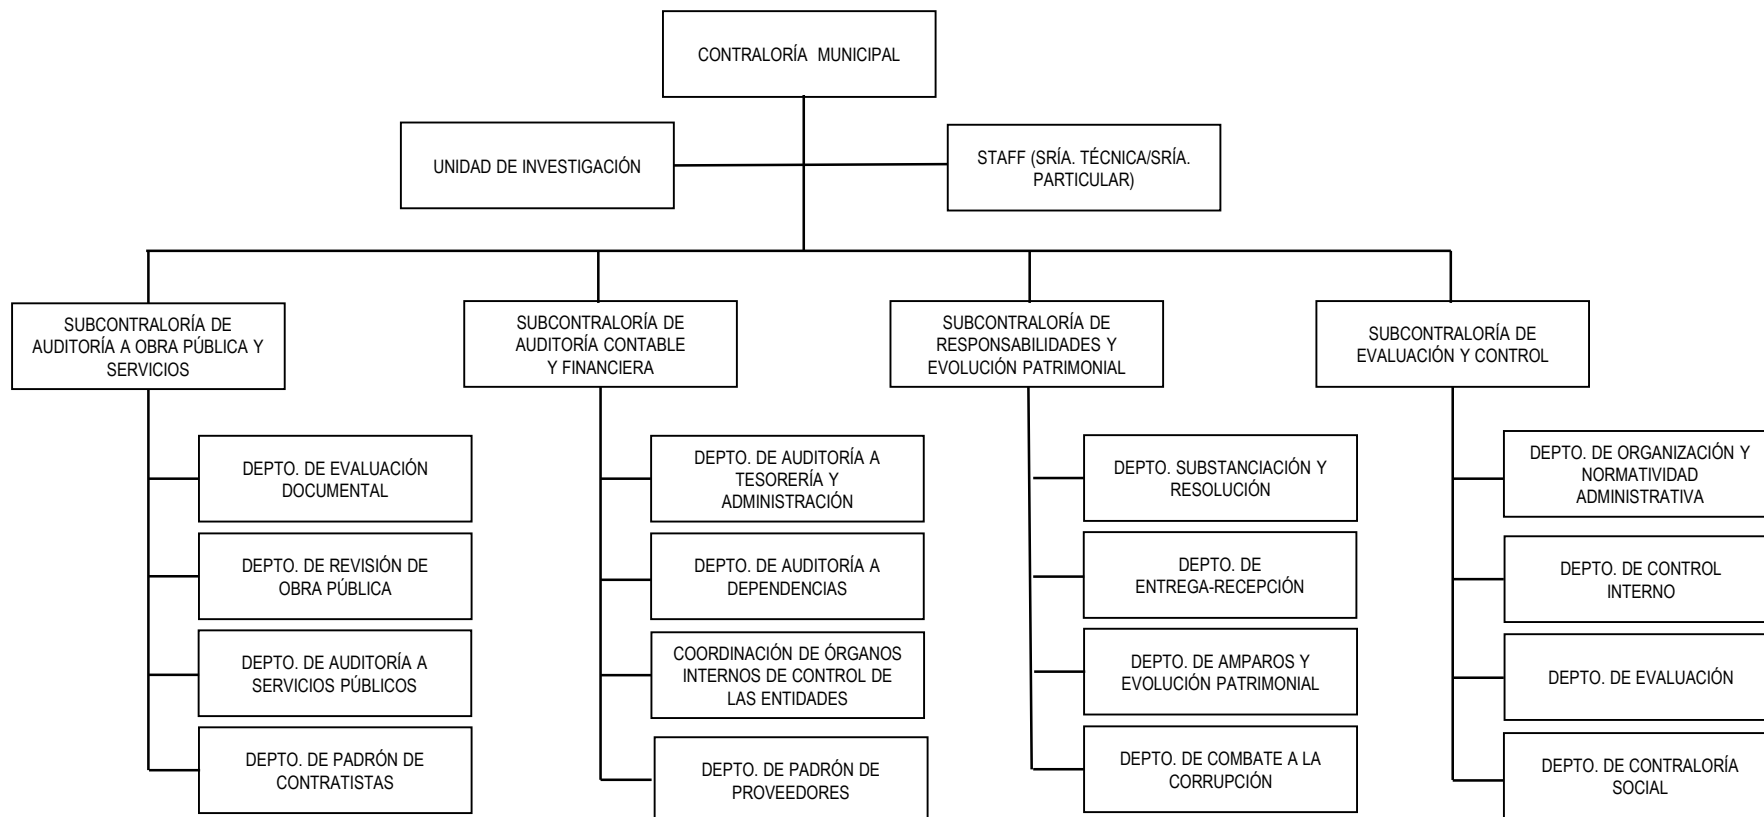 CONTRALORÍA MUNICIPAL
UNIDAD DE INVESTIGACIÓN
STAFF (SRÍA. TÉCNICA/SRÍA.
PARTICULAR)
SUBCONTRALORÍA DE
AUDITORÍA A OBRA PÚBLICA Y
SERVICIOS
SUBCONTRALORÍA DE
AUDITORÍA CONTABLE
Y FINANCIERA
SUBCONTRALORÍA DE
RESPONSABILIDADES Y
EVOLUCIÓN PATRIMONIAL
SUBCONTRALORÍA DE
EVALUACIÓN Y CONTROL
DEPTO. DE EVALUACIÓN
DOCUMENTAL
DEPTO. DE REVISIÓN DE
OBRA PÚBLICA
DEPTO. DE AUDITORÍA A
SERVICIOS PÚBLICOS
DEPTO. DE PADRÓN DE
CONTRATISTAS
DEPTO. DE AUDITORÍA A
TESORERÍA Y
ADMINISTRACIÓN
DEPTO. DE AUDITORÍA A
DEPENDENCIAS
COORDINACIÓN DE ÓRGANOS
INTERNOS DE CONTROL DE
LAS ENTIDADES
DEPTO. DE PADRÓN DE
PROVEEDORES
DEPTO. SUBSTANCIACIÓN Y
RESOLUCIÓN
DEPTO. DE
ENTREGA-RECEPCIÓN
DEPTO. DE AMPAROS Y
EVOLUCIÓN PATRIMONIAL
DEPTO. DE COMBATE A LA
CORRUPCIÓN
DEPTO. DE ORGANIZACIÓN Y
NORMATIVIDAD
ADMINISTRATIVA
DEPTO. DE CONTROL
INTERNO
DEPTO. DE EVALUACIÓN
DEPTO. DE CONTRALORÍA
SOCIAL